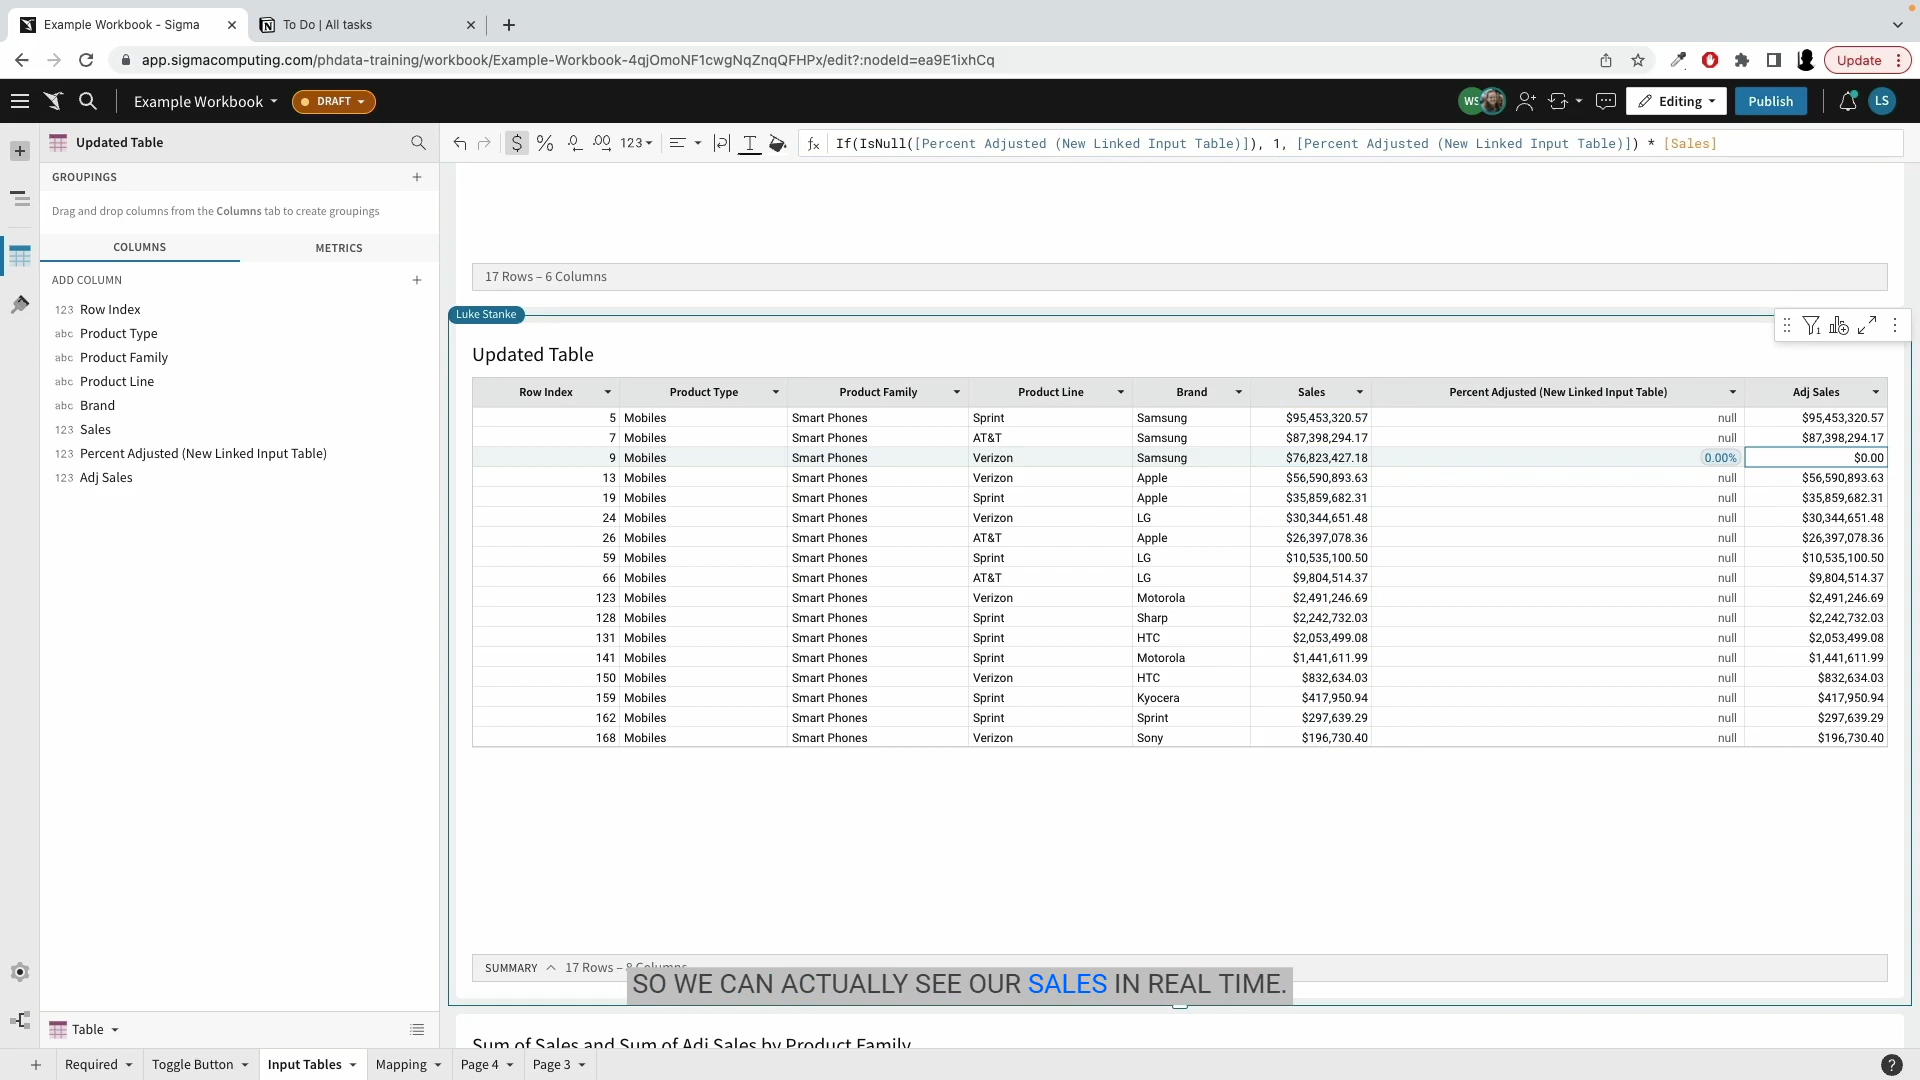 Example Workbook - Sigma
To Do | All tasks
app.sigmacomputing.com/phdata-training/workbook/Example-Workbook-4qjOmoNF1cwgNqZnqQFHPx/edit?:nodeId=ea9E1ixhCq
Update
Example Workbook
DRAFT
WS
Editing
Publish
LS
Updated Table
$ % .0 .00 123
fx If(IsNull([Percent Adjusted (New Linked Input Table)]), 1, [Percent Adjusted (New Linked Input Table)]) * [Sales]
GROUPINGS
Drag and drop columns from the Columns tab to create groupings
COLUMNS METRICS
ADD COLUMN
123 Row Index
abc Product Type
abc Product Family
abc Product Line
abc Brand
123 Sales
123 Percent Adjusted (New Linked Input Table)
123 Adj Sales
17 Rows – 6 Columns
Luke Stanke
Updated Table
Row Index Product Type Product Family Product Line Brand Sales Percent Adjusted (New Linked Input Table) Adj Sales
5 Mobiles Smart Phones Sprint Samsung $95,453,320.57 null $95,453,320.57
7 Mobiles Smart Phones AT&T Samsung $87,398,294.17 null $87,398,294.17
9 Mobiles Smart Phones Verizon Samsung $76,823,427.18 0.00% $0.00
13 Mobiles Smart Phones Verizon Apple $56,590,893.63 null $56,590,893.63
19 Mobiles Smart Phones Sprint Apple $35,859,682.31 null $35,859,682.31
24 Mobiles Smart Phones Verizon LG $30,344,651.48 null $30,344,651.48
26 Mobiles Smart Phones AT&T Apple $26,397,078.36 null $26,397,078.36
59 Mobiles Smart Phones Sprint LG $10,535,100.50 null $10,535,100.50
66 Mobiles Smart Phones AT&T LG $9,804,514.37 null $9,804,514.37
123 Mobiles Smart Phones Verizon Motorola $2,491,246.69 null $2,491,246.69
128 Mobiles Smart Phones Sprint Sharp $2,242,732.03 null $2,242,732.03
131 Mobiles Smart Phones Sprint HTC $2,053,499.08 null $2,053,499.08
141 Mobiles Smart Phones Sprint Motorola $1,441,611.99 null $1,441,611.99
150 Mobiles Smart Phones Verizon HTC $832,634.03 null $832,634.03
159 Mobiles Smart Phones Sprint Kyocera $417,950.94 null $417,950.94
162 Mobiles Smart Phones Sprint Sprint $297,639.29 null $297,639.29
168 Mobiles Smart Phones Verizon Sony $196,730.40 null $196,730.40
SUMMARY 17 Rows – 8 Columns
SO WE CAN ACTUALLY SEE OUR SALES IN REAL TIME.
Sum of Sales and Sum of Adj Sales by Product Family
Table
Required Toggle Button Input Tables Mapping Page 4 Page 3